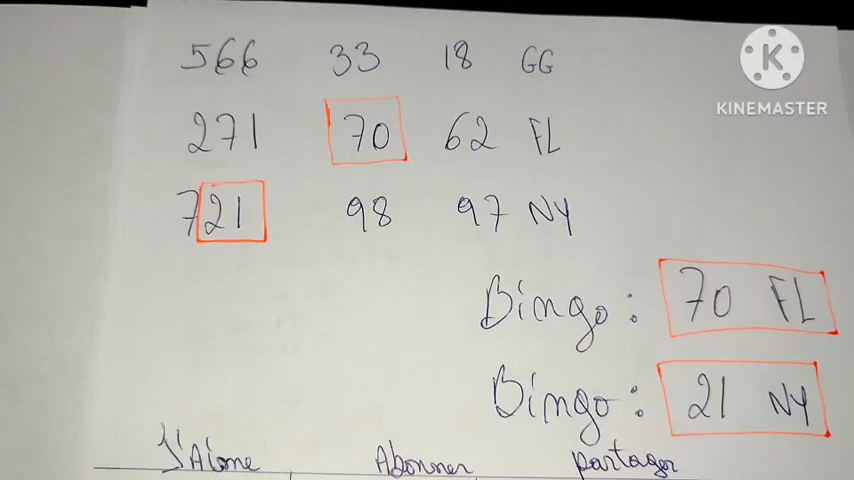 566 33 18 GG
K
KINEMASTER
271 70 62 FL
721 98 97 NY
Bingo: 70 FL
Bingo: 21 NY
J'Aime Abonner partager